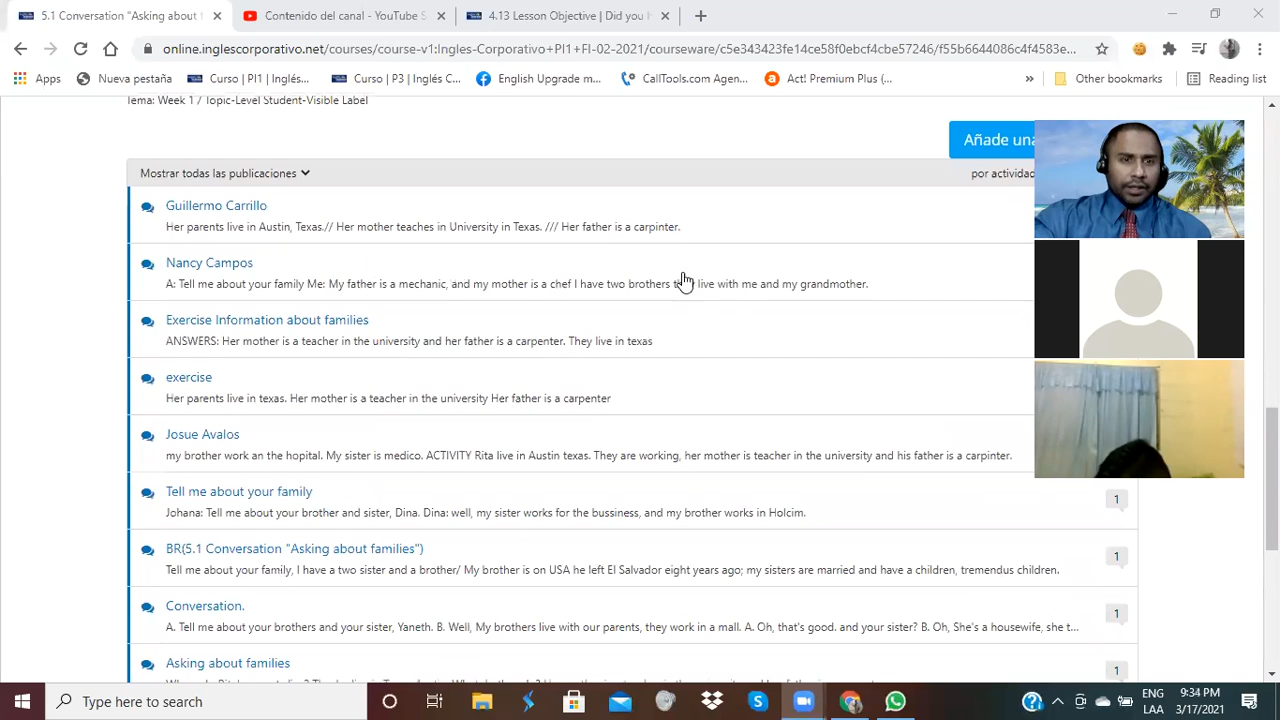 5.1 Conversation "Asking about t
Contenido del canal - YouTube S
4.13 Lesson Objective | Did you h
online.inglescorporativo.net/courses/course-v1:Ingles-Corporativo+PI1+FI-02-2021/courseware/c5e343423fe14ce58f0ebcf4cbe57246/f55b6644086c4f4583e...
Apps
Nueva pestaña
Curso | PI1 | Inglés...
Curso | P3 | Inglés C...
English Upgrade m...
CallTools.com Agen...
Act! Premium Plus (...
»
Other bookmarks
Reading list
Tema: Week 1 / Topic-Level Student-Visible Label
Añade una
Mostrar todas las publicaciones
por actividad
Guillermo Carrillo
Her parents live in Austin, Texas.// Her mother teaches in University in Texas. /// Her father is a carpinter.
Nancy Campos
A: Tell me about your family Me: My father is a mechanic, and my mother is a chef I have two brothers live with me and my grandmother.
Exercise Information about families
ANSWERS: Her mother is a teacher in the university and her father is a carpenter. They live in texas
exercise
Her parents live in texas. Her mother is a teacher in the university Her father is a carpenter
Josue Avalos
my brother work an the hopital. My sister is medico. ACTIVITY Rita live in Austin texas. They are working, her mother is teacher in the university and his father is a carpinter.
Tell me about your family
1
Johana: Tell me about your brother and sister, Dina. Dina: well, my sister works for the bussiness, and my brother works in Holcim.
BR(5.1 Conversation "Asking about families")
1
Tell me about your family, I have a two sister and a brother/ My brother is on USA he left El Salvador eight years ago; my sisters are married and have a children, tremendus children.
Conversation.
1
A. Tell me about your brothers and your sister, Yaneth. B. Well, My brothers live with our parents, they work in a mall. A. Oh, that's good. and your sister? B. Oh, She's a housewife, she t...
Asking about families
1
Type here to search
ENG
LAA
9:34 PM
3/17/2021